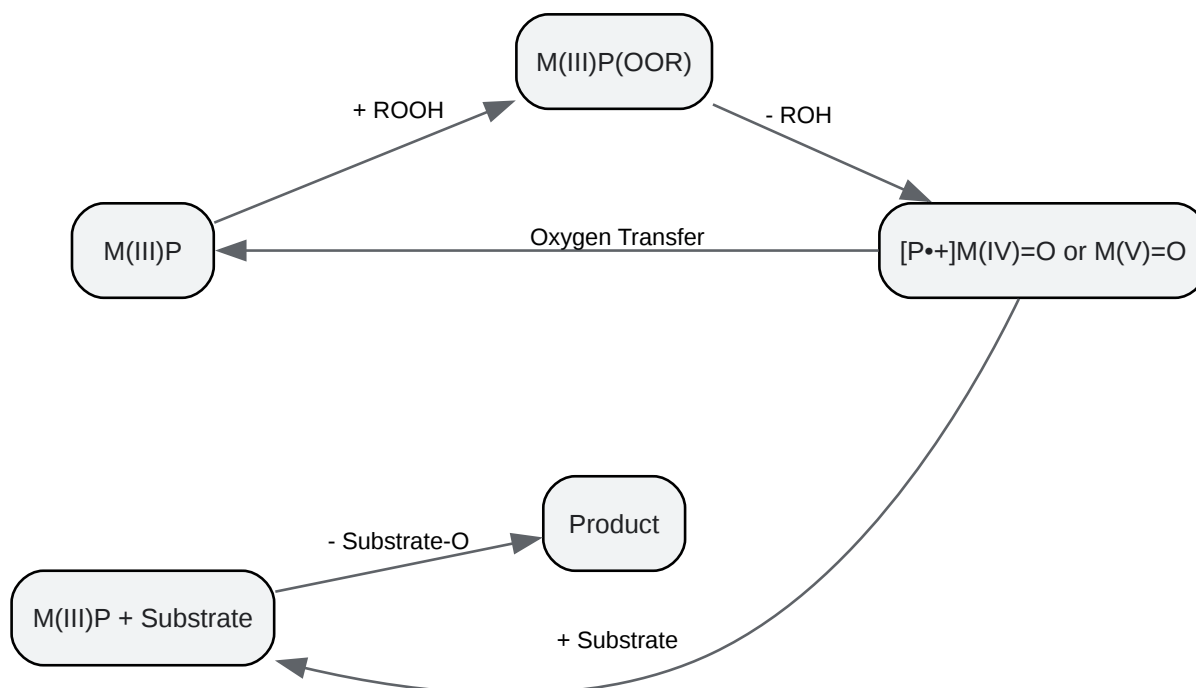 M(III)P(OOR)
+ ROOH
- ROH
M(III)P
Oxygen Transfer
[P•+]M(IV)=O or M(V)=O
Product
- Substrate-O
M(III)P + Substrate
+ Substrate